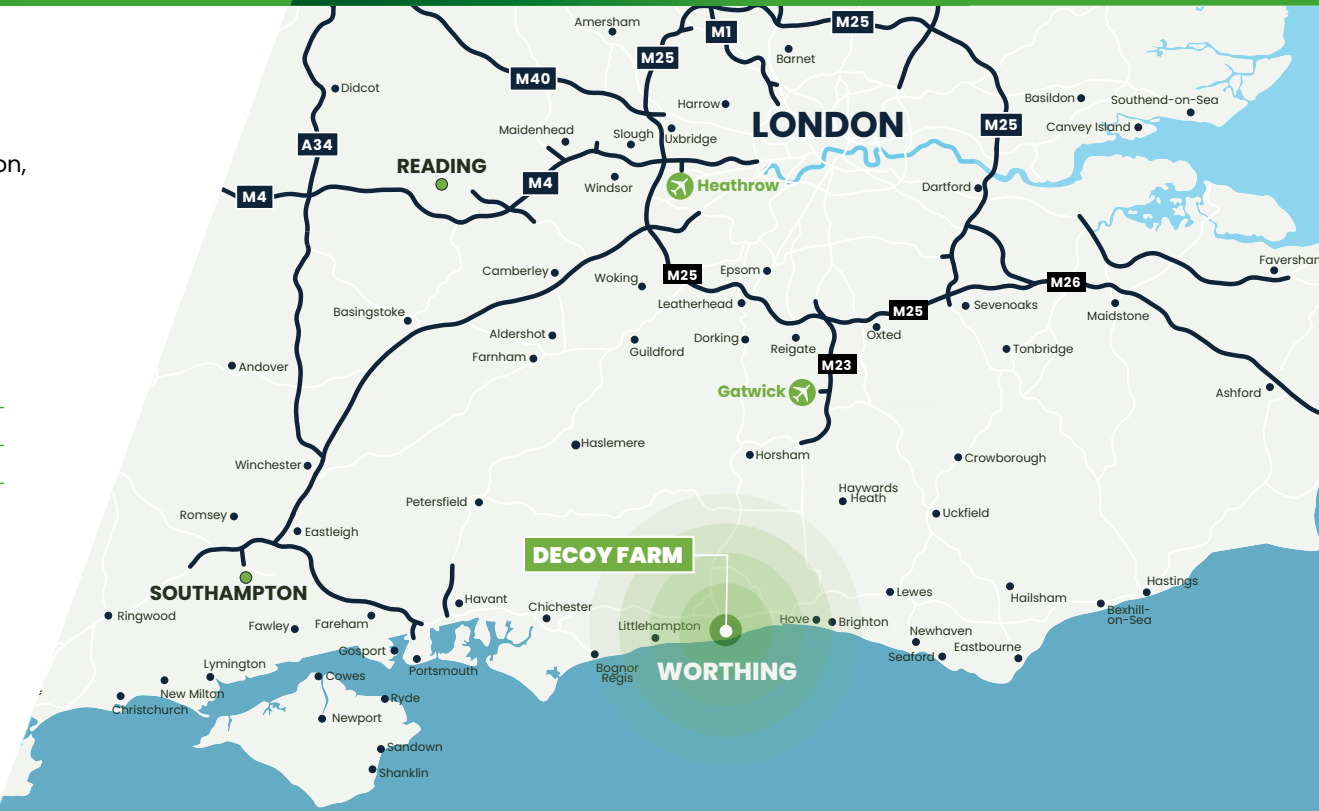 on,
Amersham
M1
M25
M25
Barnet
M40
Didcot
Harrow
Basildon
Southend-on-Sea
LONDON
M25
Canvey Island
Maidenhead
Slough
Uxbridge
A34
READING
M4
M4
Windsor
Heathrow
Dartford
Camberley
Woking
M25
Epsom
Faversham
Leatherhead
M26
Basingstoke
M25
Sevenoaks
Maidstone
Aldershot
Guildford
Dorking
Reigate
Oxted
Farnham
Tonbridge
Andover
M23
Gatwick
Ashford
Haslemere
Horsham
Crowborough
Winchester
Petersfield
Haywards
Heath
Romsey
Uckfield
Eastleigh
DECOY FARM
SOUTHAMPTON
Hastings
Lewes
Hailsham
Havant
Chichester
Bexhill-
on-Sea
Ringwood
Fawley
Fareham
Littlehampton
Hove
Brighton
Newhaven
Gosport
Eastbourne
Seaford
Lymington
Portsmouth
Bognor
Regis
WORTHING
Cowes
New Milton
Christchurch
Ryde
Newport
Sandown
Shanklin